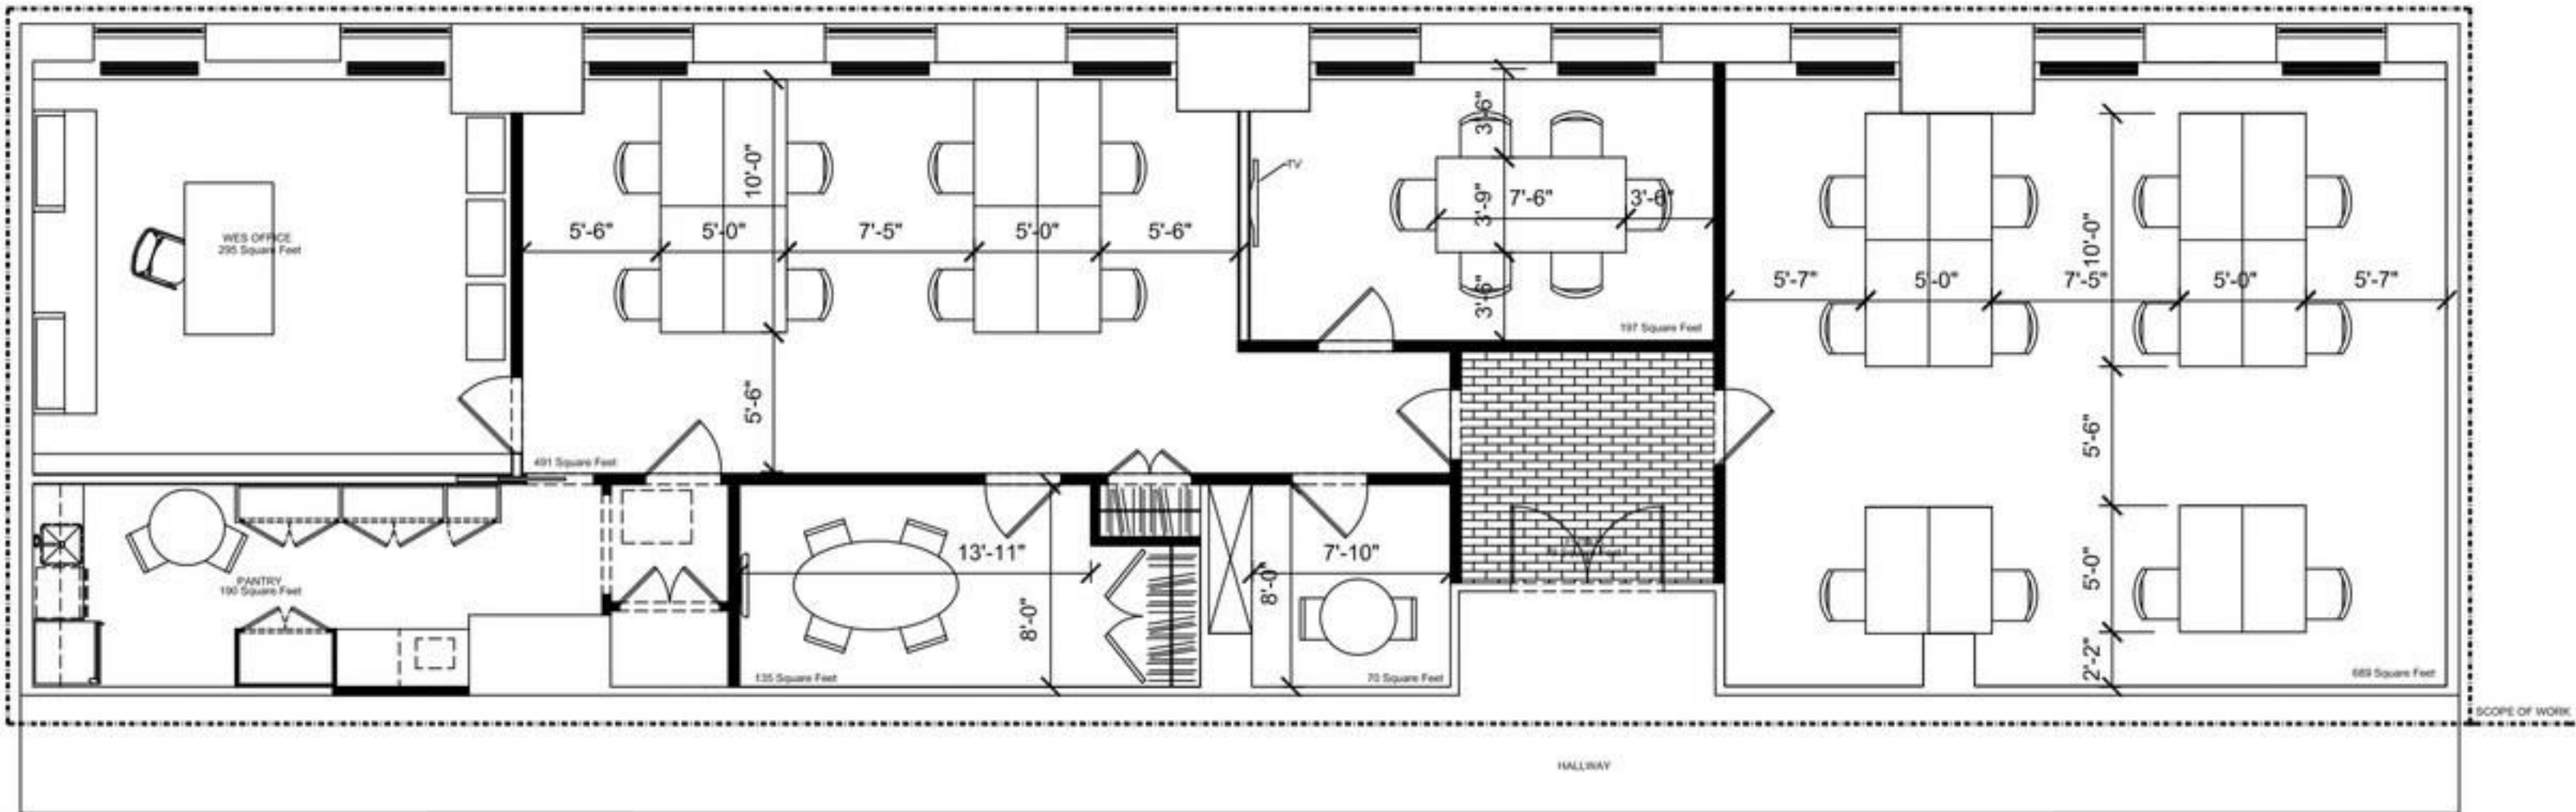 WES OFFICE
295 Square Feet
10'-0"
5'-6"
5'-0"
7'-5"
5'-0"
5'-6"
5'-6"
491 Square Feet
TV
3'-6"
3'-9"
7'-6"
3'-6"
3'-6"
197 Square Feet
5'-7"
5'-0"
7'-5"
5'-0"
5'-7"
10'-0"
5'-6"
5'-0"
2'-2"
689 Square Feet
PANTRY
190 Square Feet
13'-11"
8'-0"
135 Square Feet
8'-0"
7'-10"
70 Square Feet
Square Feet
SCOPE OF WORK
HALLWAY